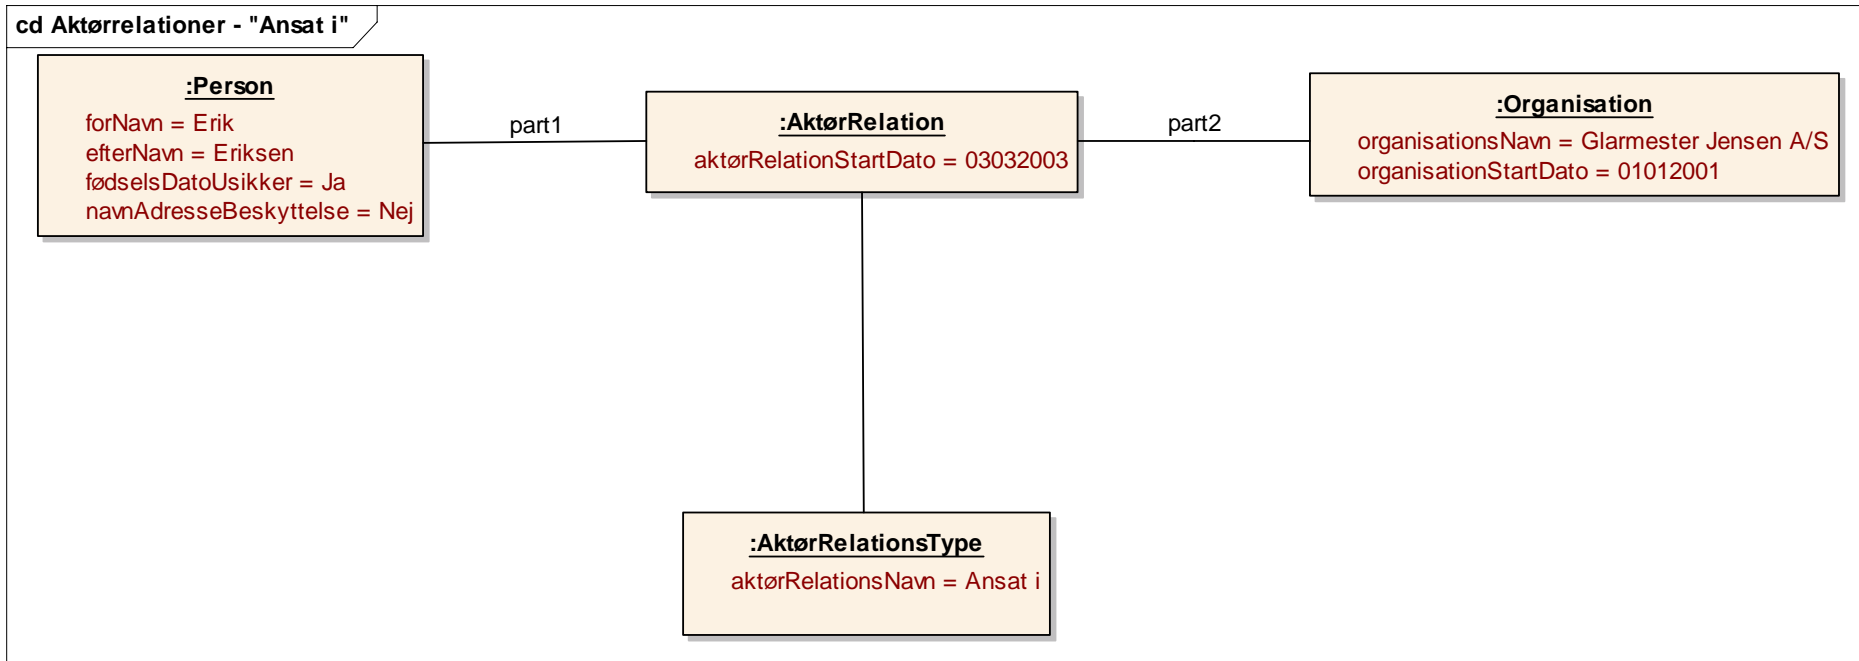 cd Aktørrelationer - "Ansat i"
:Person
forNavn = Erik
efterNavn = Eriksen
fødselsDatoUsikker = Ja
navnAdresseBeskyttelse = Nej
part1
:AktørRelation
aktørRelationStartDato = 03032003
part2
:Organisation
organisationsNavn = Glarmester Jensen A/S
organisationStartDato = 01012001
:AktørRelationsType
aktørRelationsNavn = Ansat i